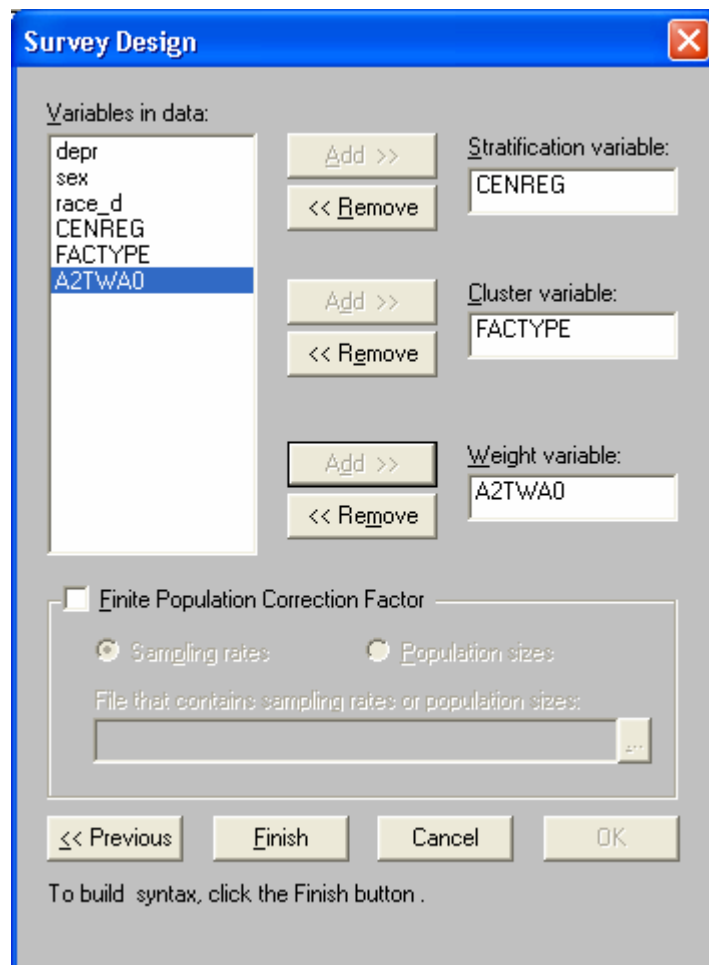 Survey Design
Variables in data:
depr
sex
race_d
CENREG
FACTYPE
A2TWA0
Add >>
<< Remove
Stratification variable:
CENREG
Add >>
<< Remove
Cluster variable:
FACTYPE
Add >>
<< Remove
Weight variable:
A2TWA0
Finite Population Correction Factor
Sampling rates
Population sizes
File that contains sampling rates or population sizes:
...
<< Previous
Finish
Cancel
OK
To build syntax, click the Finish button .